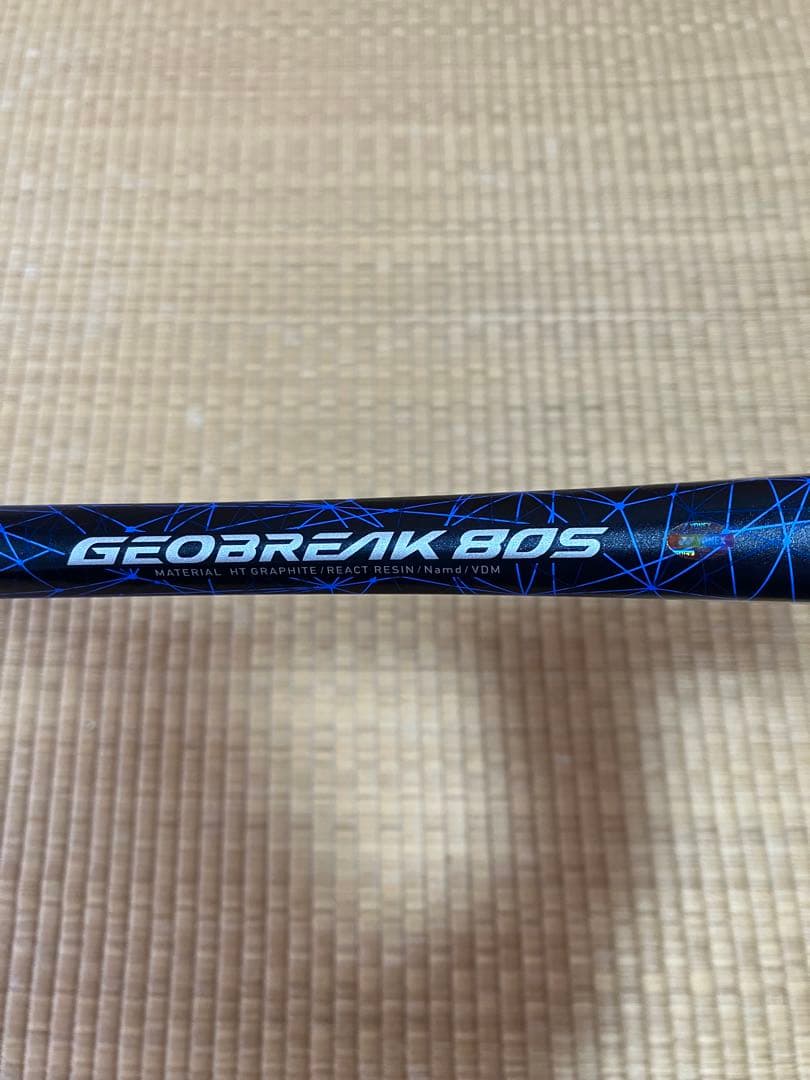 GEOBREAK 80S
MATERIAL HT GRAPHITE/REACT RESIN/Namd/VDM